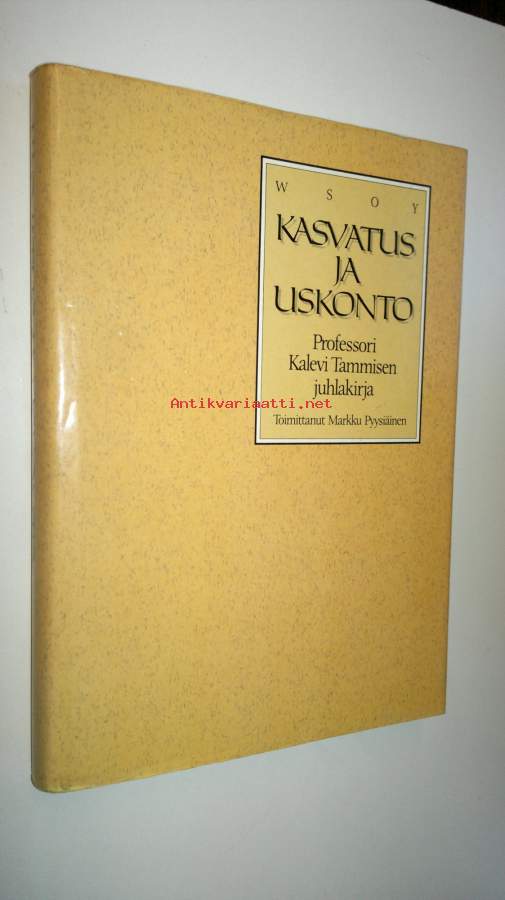 W S O Y
KASVATUS
JA
USKONTO
Professori
Kalevi Tammisen
juhlakirja
Antikvariaatti.net
Toimittanut Markku Pyysiäinen